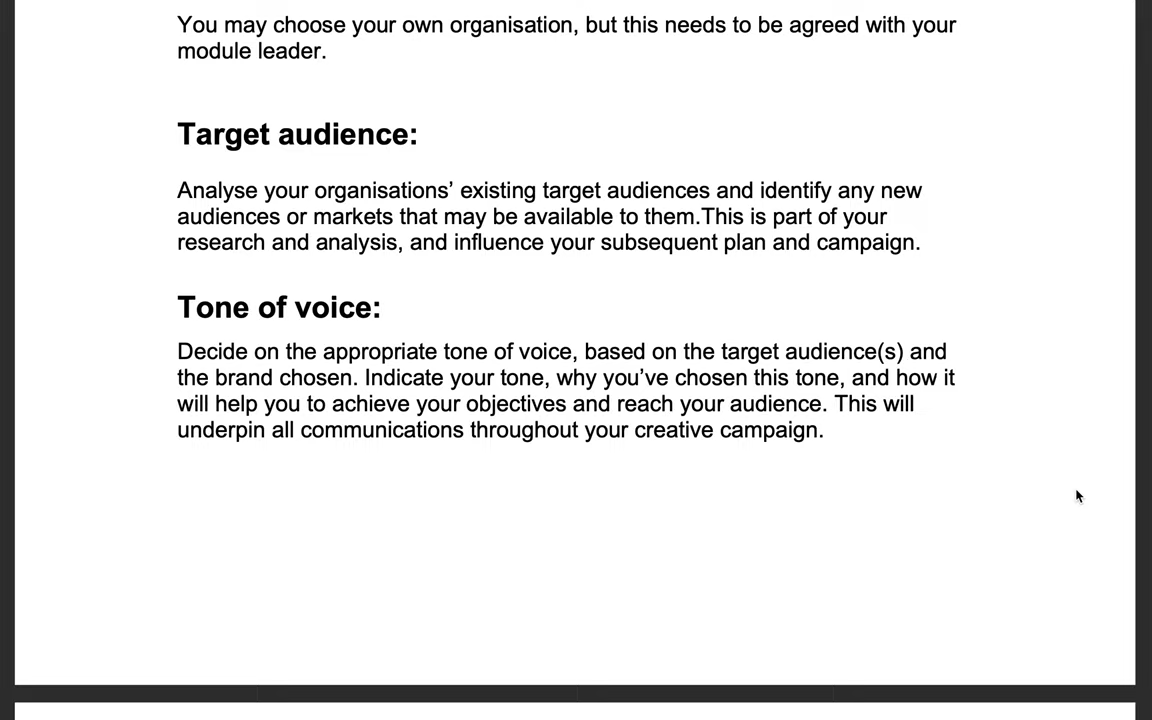 You may choose your own organisation, but this needs to be agreed with your
module leader.
Target audience:
Analyse your organisations’ existing target audiences and identify any new
audiences or markets that may be available to them.This is part of your
research and analysis, and influence your subsequent plan and campaign.
Tone of voice:
Decide on the appropriate tone of voice, based on the target audience(s) and
the brand chosen. Indicate your tone, why you’ve chosen this tone, and how it
will help you to achieve your objectives and reach your audience. This will
underpin all communications throughout your creative campaign.